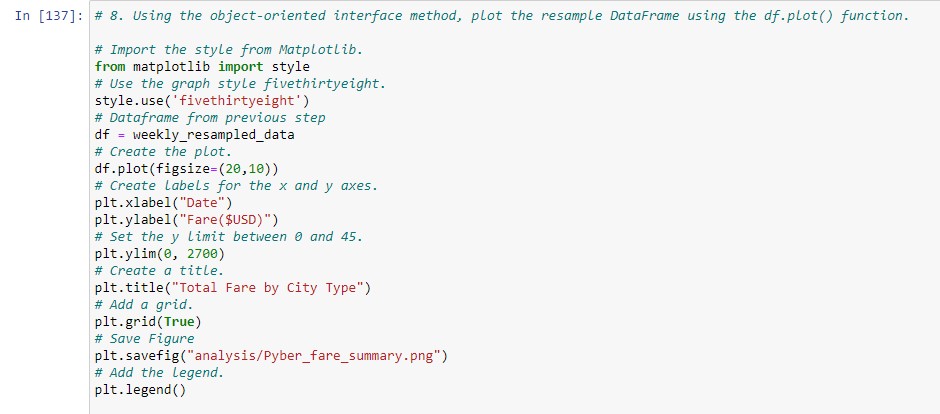 In [137]: # 8. Using the object-oriented interface method, plot the resample DataFrame using the df.plot() function.
# Import the style from Matplotlib.
from matplotlib import style
# Use the graph style fivethirtyeight.
style.use('fivethirtyeight')
# Dataframe from previous step
df = weekly_resampled_data
# Create the plot.
df.plot(figsize=(20,10))
# Create labels for the x and y axes.
plt.xlabel("Date")
plt.ylabel("Fare($USD)")
# Set the y limit between 0 and 45.
plt.ylim(0, 2700)
# Create a title.
plt.title("Total Fare by City Type")
# Add a grid.
plt.grid(True)
# Save Figure
plt.savefig("analysis/Pyber_fare_summary.png")
# Add the legend.
plt.legend()